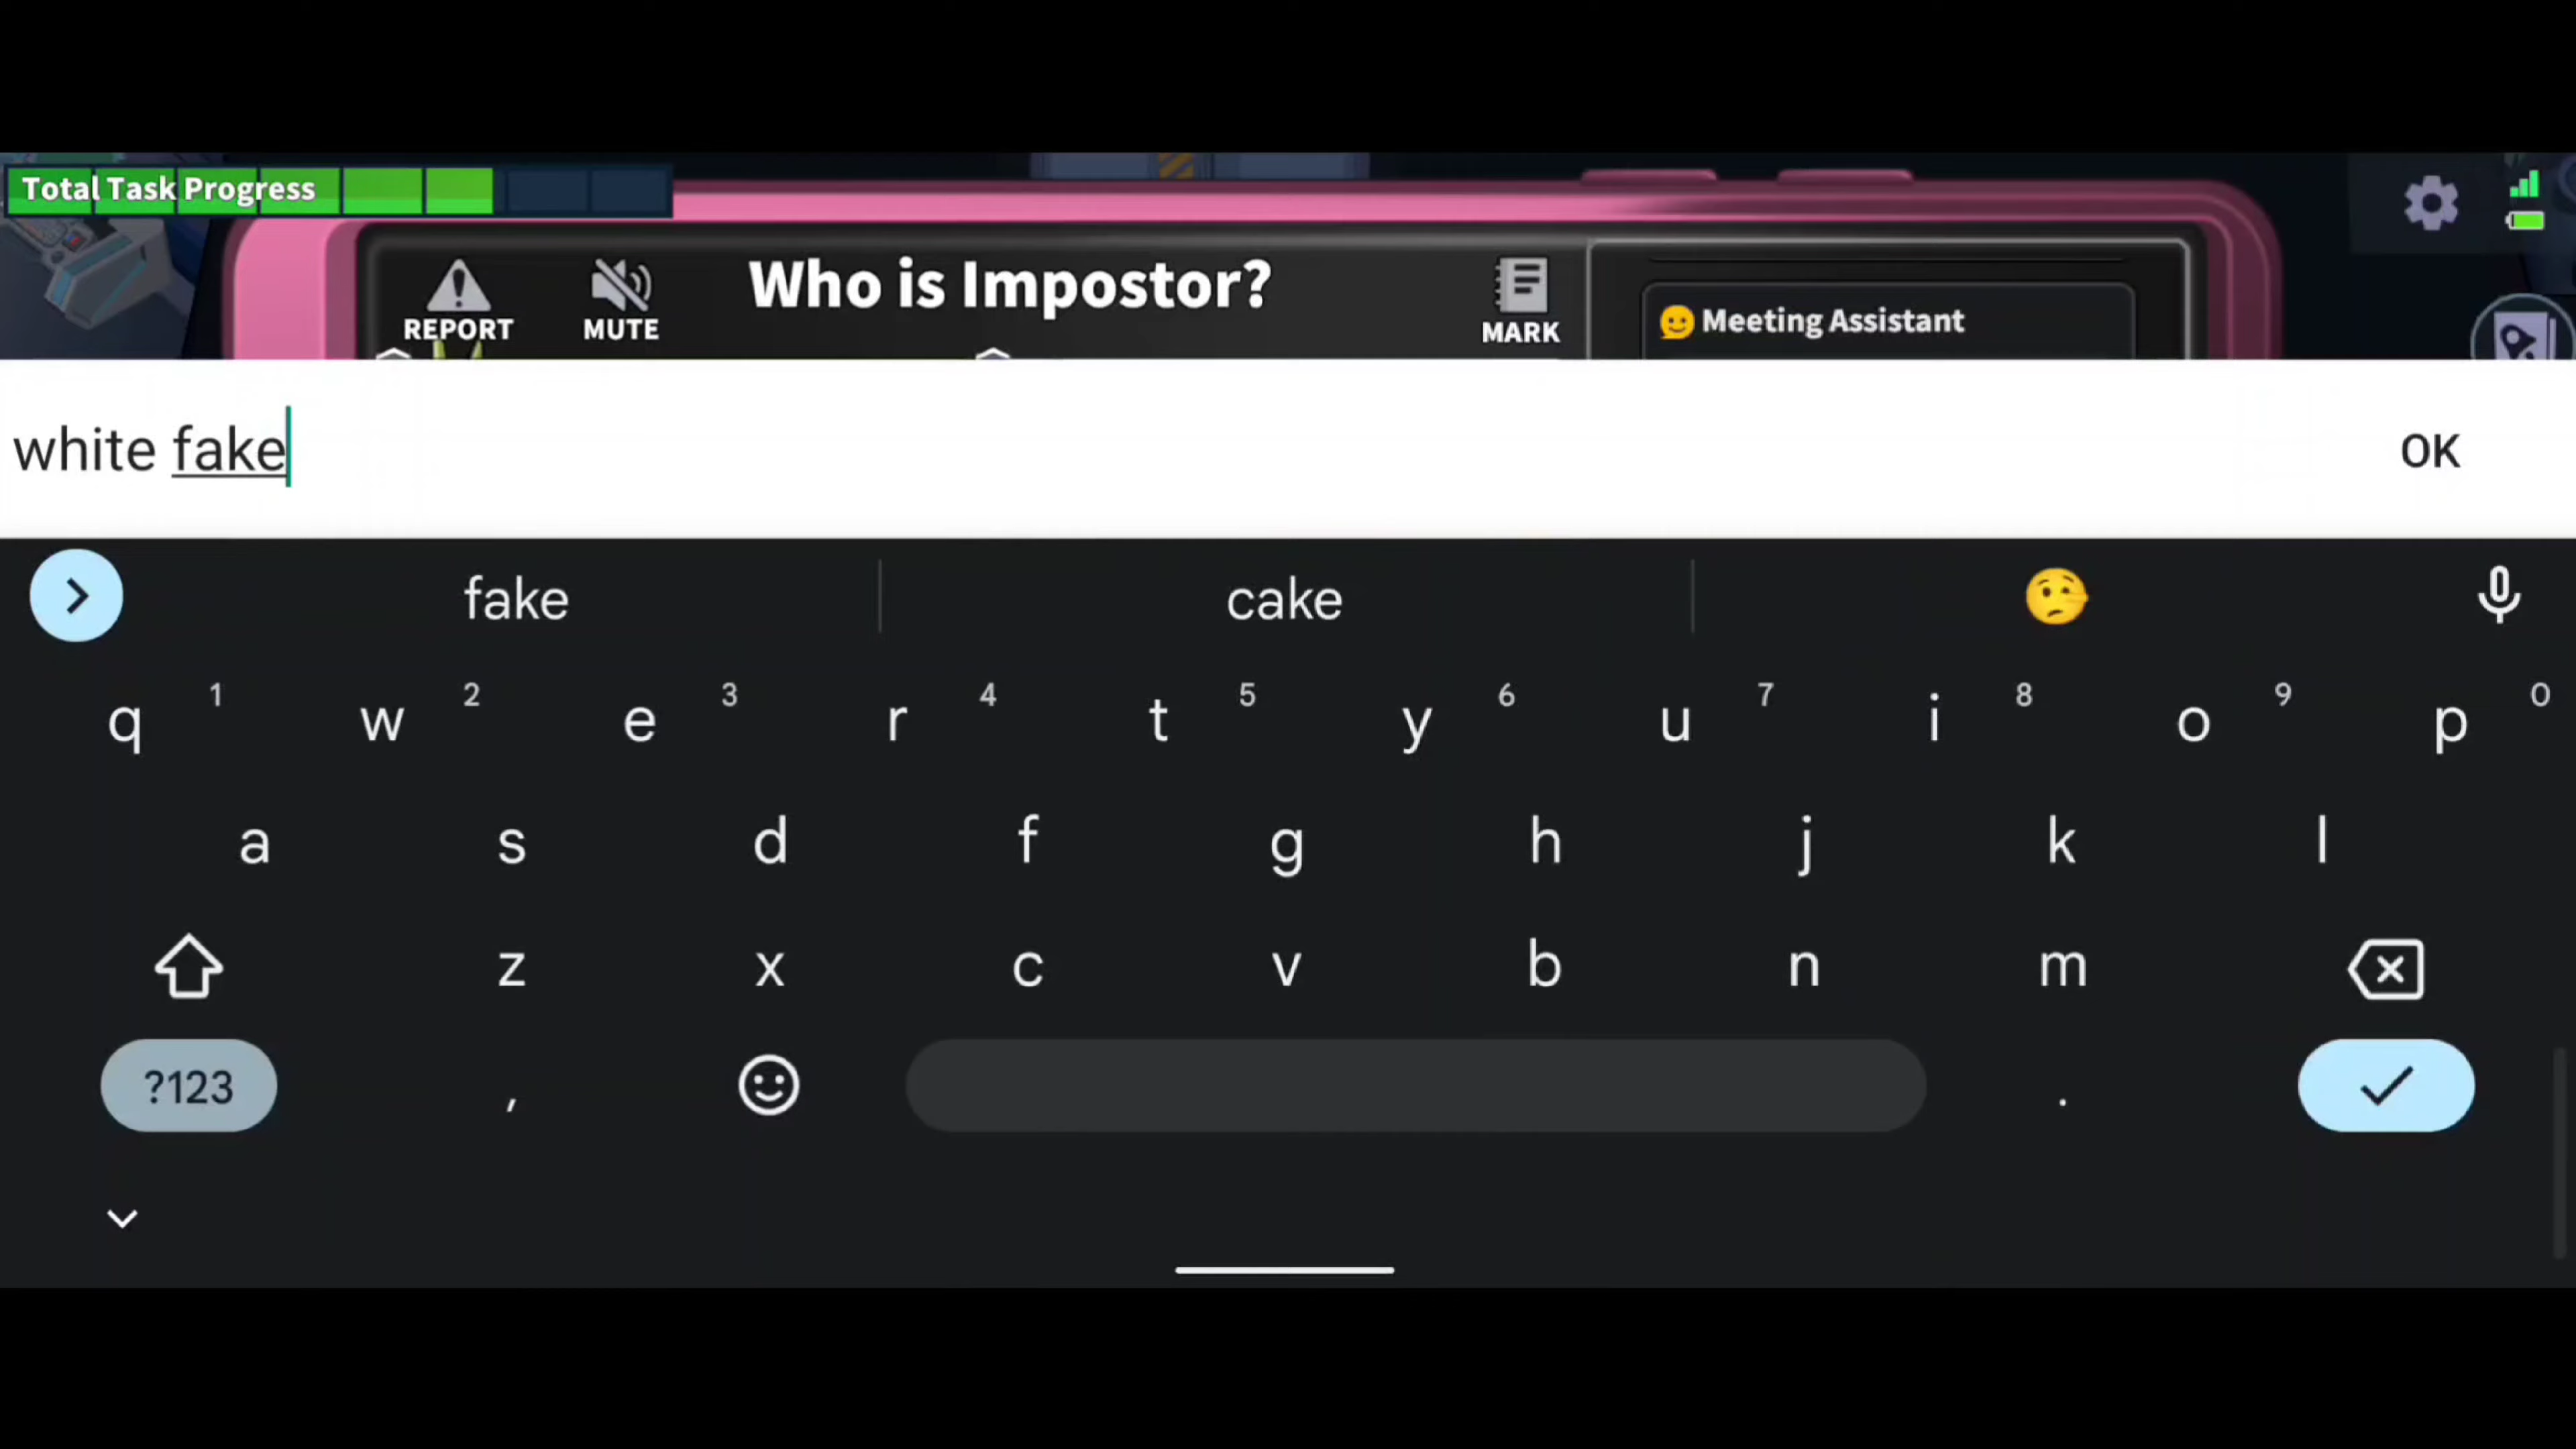 Total Task Progress
REPORT
MUTE
Who is Impostor?
MARK
Meeting Assistant
white fake
OK
fake cake
q 1 w 2 e 3 r 4 t 5 y 6 u 7 i 8 o 9 p 0
a s d f g h j k l
z x c v b n m
?123 , .